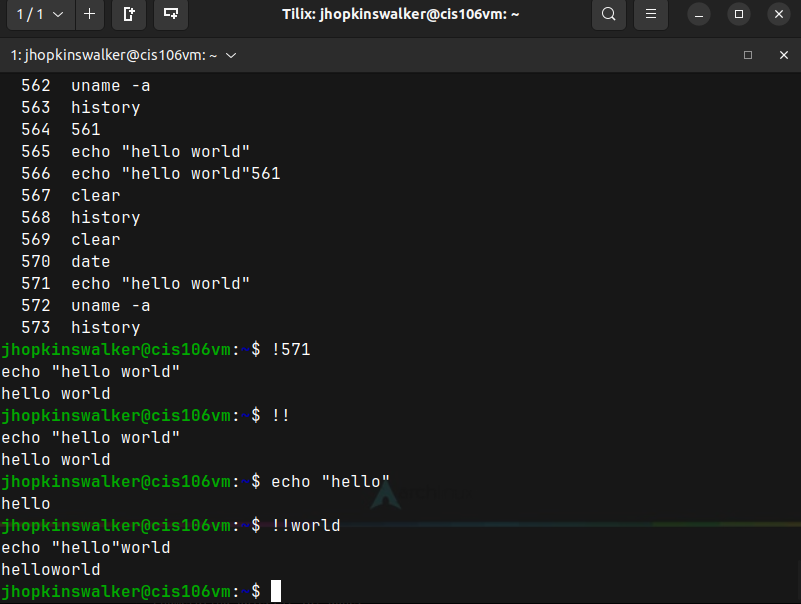 1 / 1
Tilix: jhopkinswalker@cis106vm: ~
1: jhopkinswalker@cis106vm: ~
562  uname -a
563  history
564  561
565  echo "hello world"
566  echo "hello world"561
567  clear
568  history
569  clear
570  date
571  echo "hello world"
572  uname -a
573  history
jhopkinswalker@cis106vm:~$ !571
echo "hello world"
hello world
jhopkinswalker@cis106vm:~$ !!
echo "hello world"
hello world
jhopkinswalker@cis106vm:~$ echo "hello"
hello
jhopkinswalker@cis106vm:~$ !!world
echo "hello"world
helloworld
jhopkinswalker@cis106vm:~$